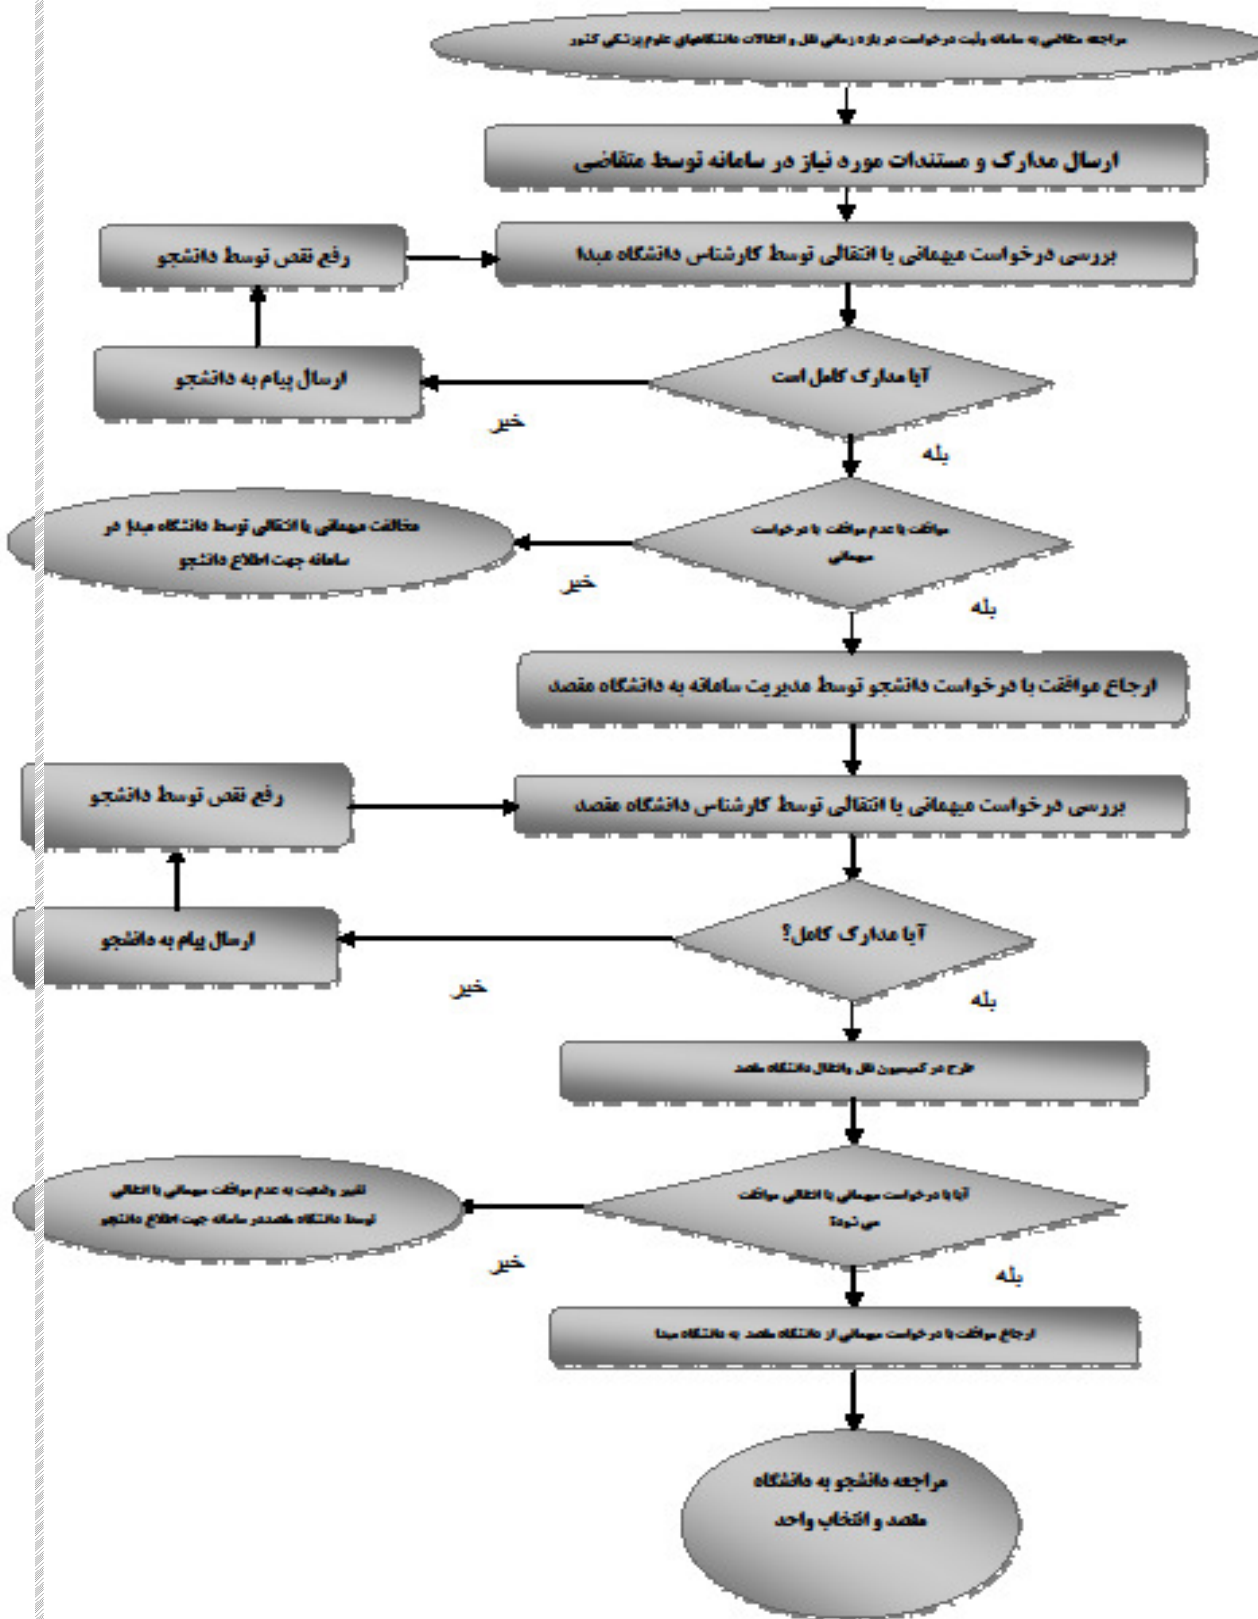 مراجعه متقاضی به سامانه وثبت درخواست در بازه زمانی نقل و انتقالات دانشگاههای علوم پزشکی کشور
ارسال مدارک و مستندات مورد نیاز در سامانه توسط متقاضی
بررسی درخواست میهمانی یا انتقالی توسط کارشناس دانشگاه مبدا
رفع نقص توسط دانشجو
آیا مدارک کامل است
ارسال پیام به دانشجو
خیر
بله
موافقت یا عدم موافقت با درخواست
میهمانی
مخالفت میهمانی یا انتقالی توسط دانشگاه مبدإ در
سامانه جهت اطلاع دانشجو
خیر
بله
ارجاع موافقت با درخواست دانشجو توسط مدیریت سامانه به دانشگاه مقصد
بررسی درخواست میهمانی یا انتقالی توسط کارشناس دانشگاه مقصد
رفع نقص توسط دانشجو
آیا مدارک کامل؟
ارسال پیام به دانشجو
خیر
بله
طرح در کمیسیون نقل وانتقال دانشگاه مقصد
آیا با درخواست میهمانی یا انتقالی موافقت
می شود؟
تغییر وضعیت به عدم موافقت میهمانی یا انتقالی
توسط دانشگاه مقصددر سامانه جهت اطلاع دانشجو
خیر
بله
ارجاع موافقت با درخواست میهمانی از دانشگاه مقصد به دانشگاه مبدا
مراجعه دانشجو به دانشگاه
مقصد و انتخاب واحد